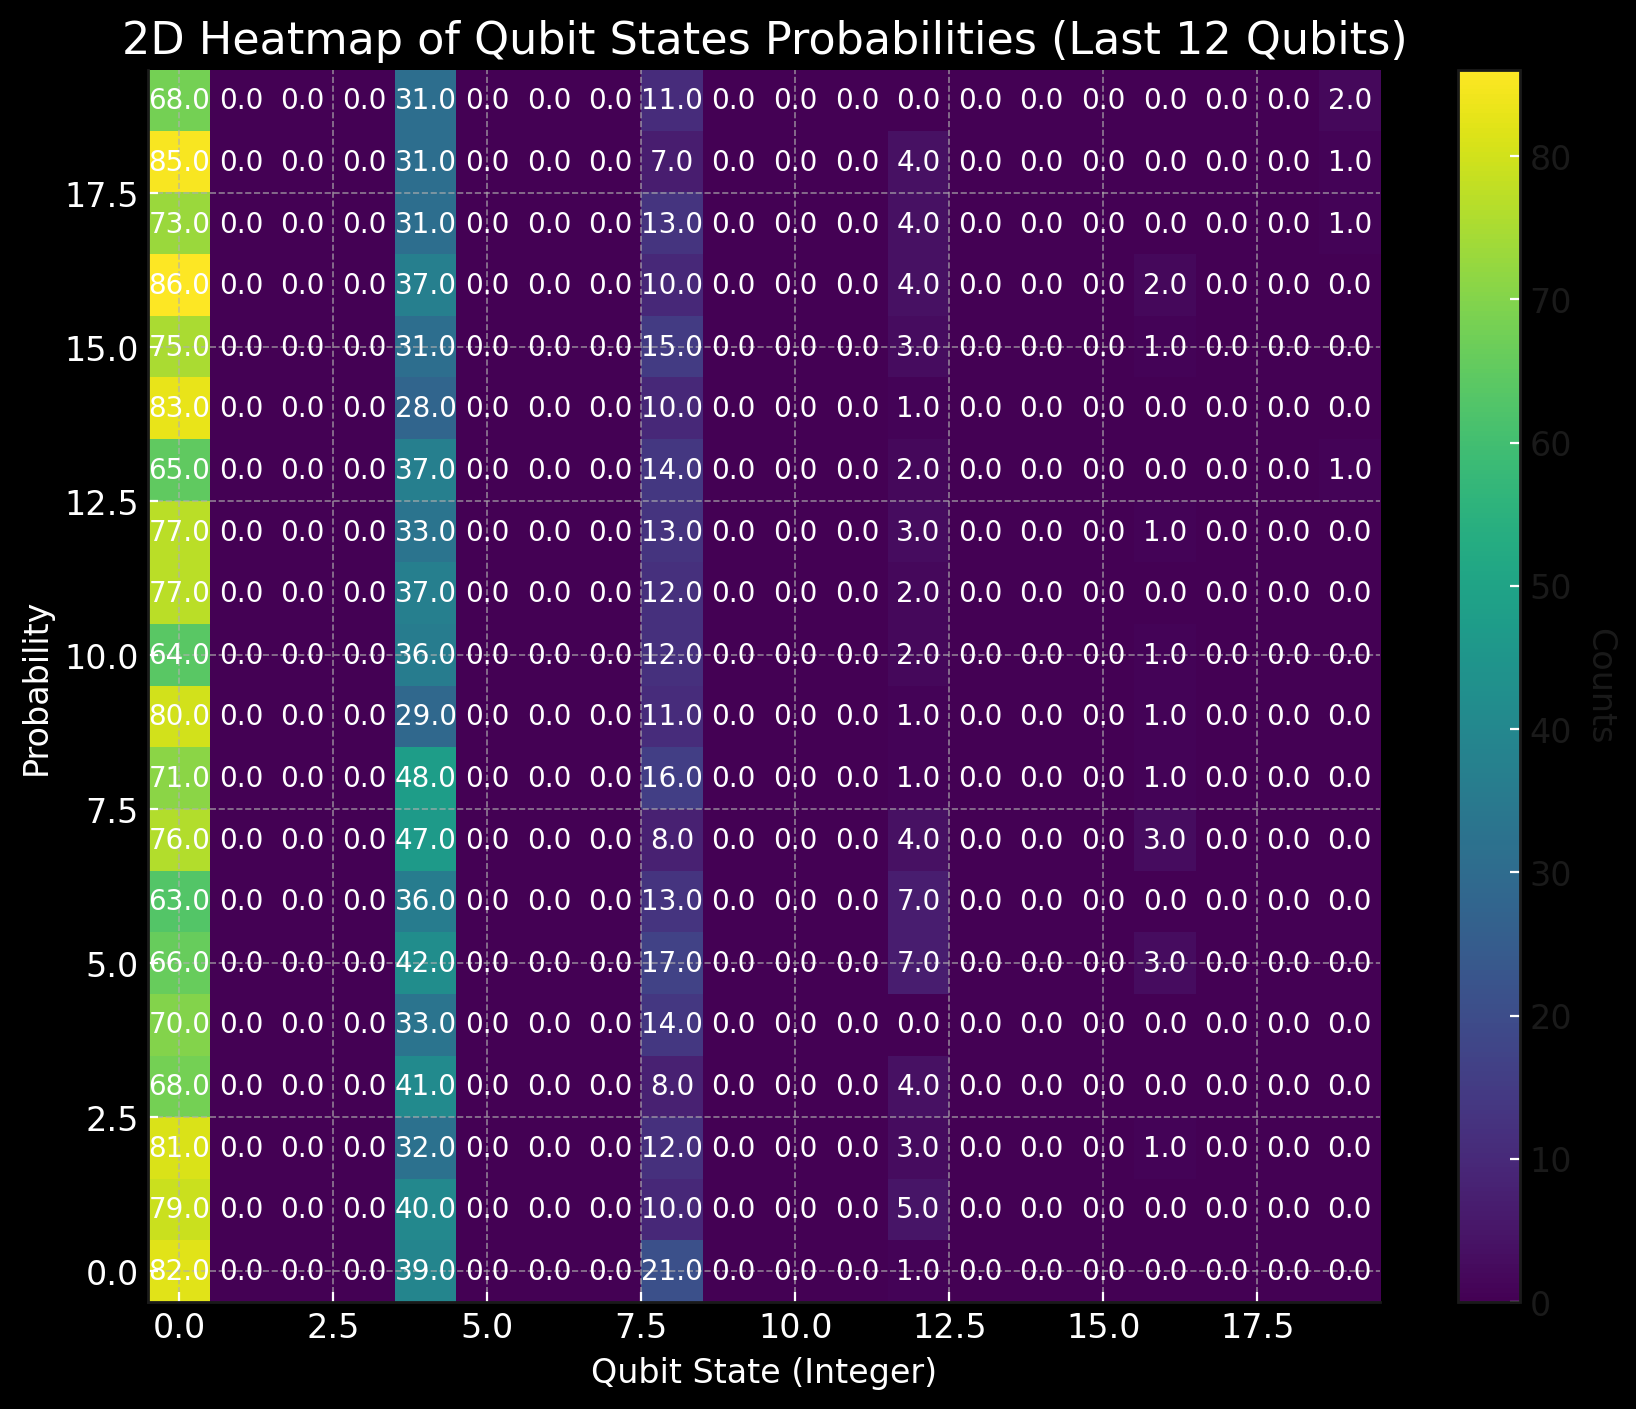 2D Heatmap of Qubit States Probabilities (Last 12 Qubits)
68.0 0.0 0.0 0.0 31.0 0.0 0.0 0.0 11.0 0.0 0.0 0.0 0.0 0.0 0.0 0.0 0.0 0.0 0.0 2.0
85.0 0.0 0.0 0.0 31.0 0.0 0.0 0.0 7.0 0.0 0.0 0.0 4.0 0.0 0.0 0.0 0.0 0.0 0.0 1.0
17.5
73.0 0.0 0.0 0.0 31.0 0.0 0.0 0.0 13.0 0.0 0.0 0.0 4.0 0.0 0.0 0.0 0.0 0.0 0.0 1.0
86.0 0.0 0.0 0.0 37.0 0.0 0.0 0.0 10.0 0.0 0.0 0.0 4.0 0.0 0.0 0.0 2.0 0.0 0.0 0.0
15.0
75.0 0.0 0.0 0.0 31.0 0.0 0.0 0.0 15.0 0.0 0.0 0.0 3.0 0.0 0.0 0.0 1.0 0.0 0.0 0.0
83.0 0.0 0.0 0.0 28.0 0.0 0.0 0.0 10.0 0.0 0.0 0.0 1.0 0.0 0.0 0.0 0.0 0.0 0.0 0.0
65.0 0.0 0.0 0.0 37.0 0.0 0.0 0.0 14.0 0.0 0.0 0.0 2.0 0.0 0.0 0.0 0.0 0.0 0.0 1.0
12.5
77.0 0.0 0.0 0.0 33.0 0.0 0.0 0.0 13.0 0.0 0.0 0.0 3.0 0.0 0.0 0.0 1.0 0.0 0.0 0.0
77.0 0.0 0.0 0.0 37.0 0.0 0.0 0.0 12.0 0.0 0.0 0.0 2.0 0.0 0.0 0.0 0.0 0.0 0.0 0.0
10.0
64.0 0.0 0.0 0.0 36.0 0.0 0.0 0.0 12.0 0.0 0.0 0.0 2.0 0.0 0.0 0.0 1.0 0.0 0.0 0.0
80.0 0.0 0.0 0.0 29.0 0.0 0.0 0.0 11.0 0.0 0.0 0.0 1.0 0.0 0.0 0.0 1.0 0.0 0.0 0.0
71.0 0.0 0.0 0.0 48.0 0.0 0.0 0.0 16.0 0.0 0.0 0.0 1.0 0.0 0.0 0.0 1.0 0.0 0.0 0.0
7.5
76.0 0.0 0.0 0.0 47.0 0.0 0.0 0.0 8.0 0.0 0.0 0.0 4.0 0.0 0.0 0.0 3.0 0.0 0.0 0.0
63.0 0.0 0.0 0.0 36.0 0.0 0.0 0.0 13.0 0.0 0.0 0.0 7.0 0.0 0.0 0.0 0.0 0.0 0.0 0.0
5.0
66.0 0.0 0.0 0.0 42.0 0.0 0.0 0.0 17.0 0.0 0.0 0.0 7.0 0.0 0.0 0.0 3.0 0.0 0.0 0.0
70.0 0.0 0.0 0.0 33.0 0.0 0.0 0.0 14.0 0.0 0.0 0.0 0.0 0.0 0.0 0.0 0.0 0.0 0.0 0.0
68.0 0.0 0.0 0.0 41.0 0.0 0.0 0.0 8.0 0.0 0.0 0.0 4.0 0.0 0.0 0.0 0.0 0.0 0.0 0.0
2.5
81.0 0.0 0.0 0.0 32.0 0.0 0.0 0.0 12.0 0.0 0.0 0.0 3.0 0.0 0.0 0.0 1.0 0.0 0.0 0.0
79.0 0.0 0.0 0.0 40.0 0.0 0.0 0.0 10.0 0.0 0.0 0.0 5.0 0.0 0.0 0.0 0.0 0.0 0.0 0.0
0.0
82.0 0.0 0.0 0.0 39.0 0.0 0.0 0.0 21.0 0.0 0.0 0.0 1.0 0.0 0.0 0.0 0.0 0.0 0.0 0.0
0.0 2.5 5.0 7.5 10.0 12.5 15.0 17.5
Qubit State (Integer)
Probability
80
70
60
50
40
30
20
10
0
Counts